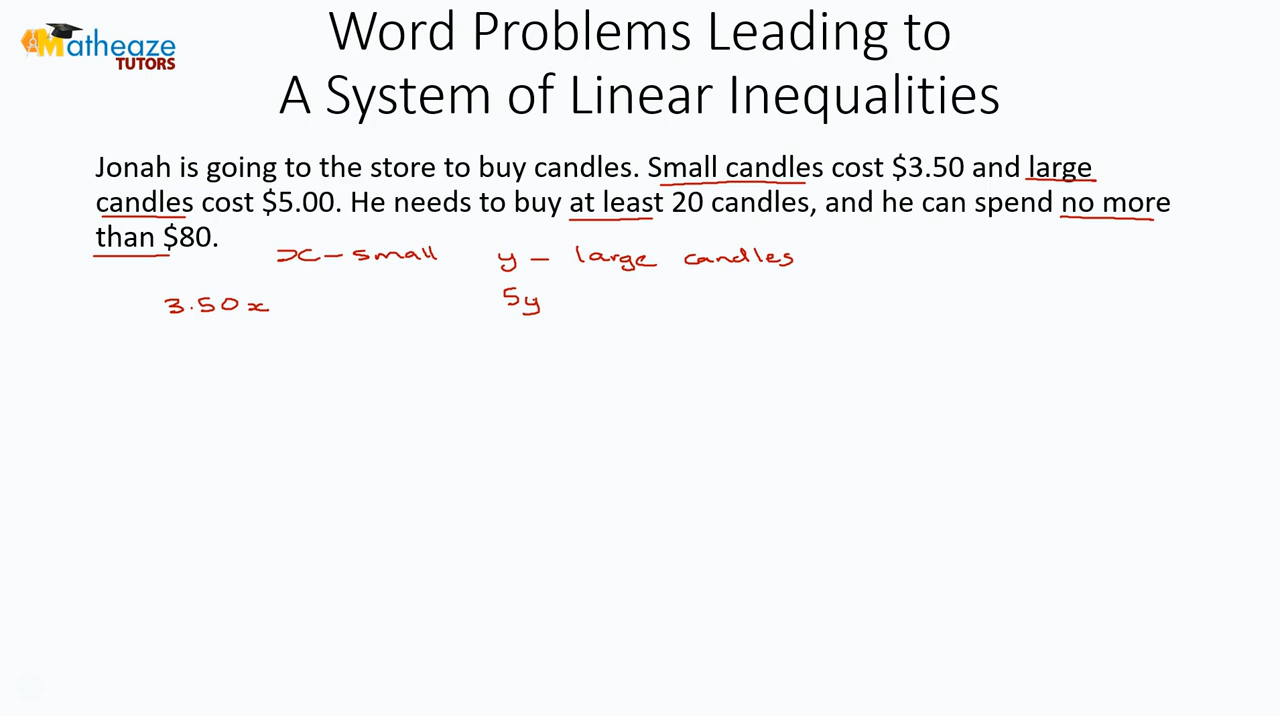 Matheaze
TUTORS
Word Problems Leading to
A System of Linear Inequalities
Jonah is going to the store to buy candles. Small candles cost $3.50 and large
candles cost $5.00. He needs to buy at least 20 candles, and he can spend no more
than $80.
x – small y – large candles
3.50x 5y